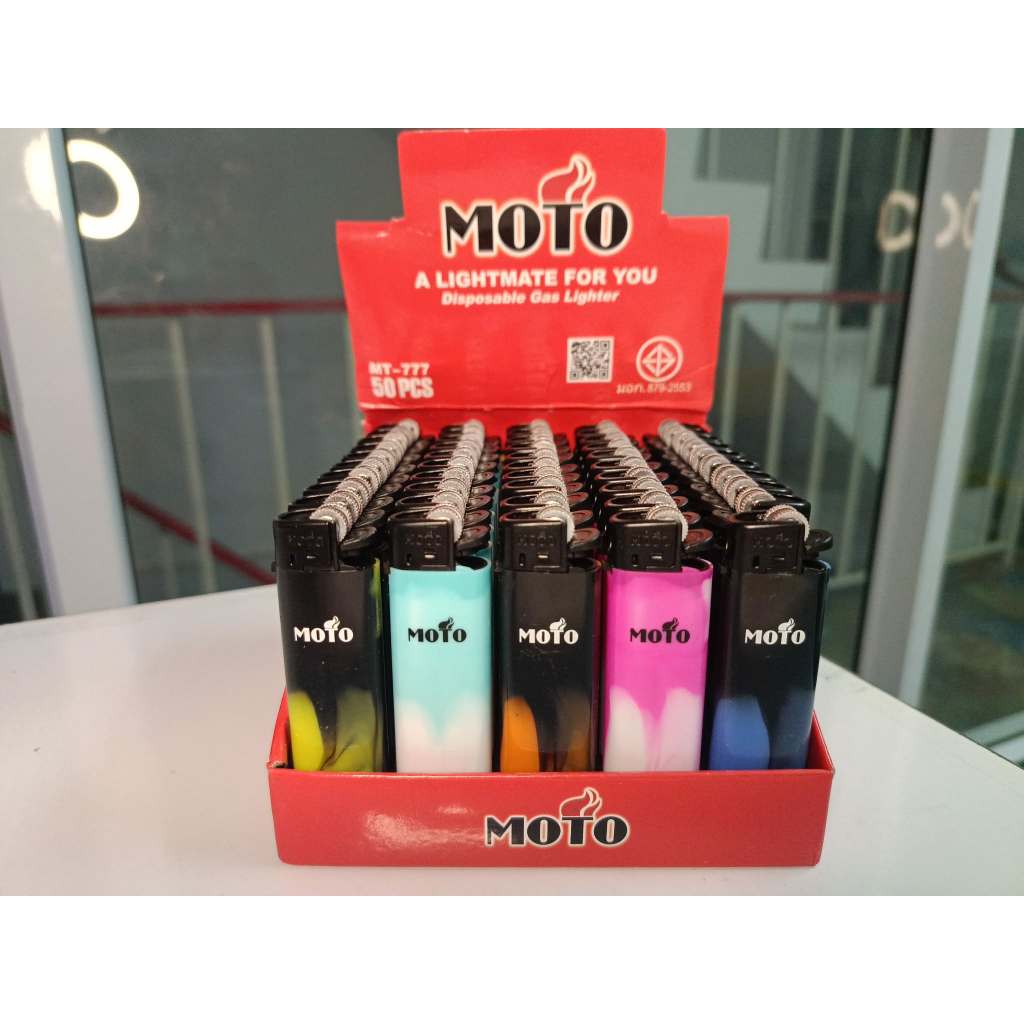 MOTO
A LIGHTMATE FOR YOU
Disposable Gas Lighter
MT-777
50 PCS
มอก. 879-2553
MOTO
MOTO
MOTO
MOTO
MOTO
MOTO